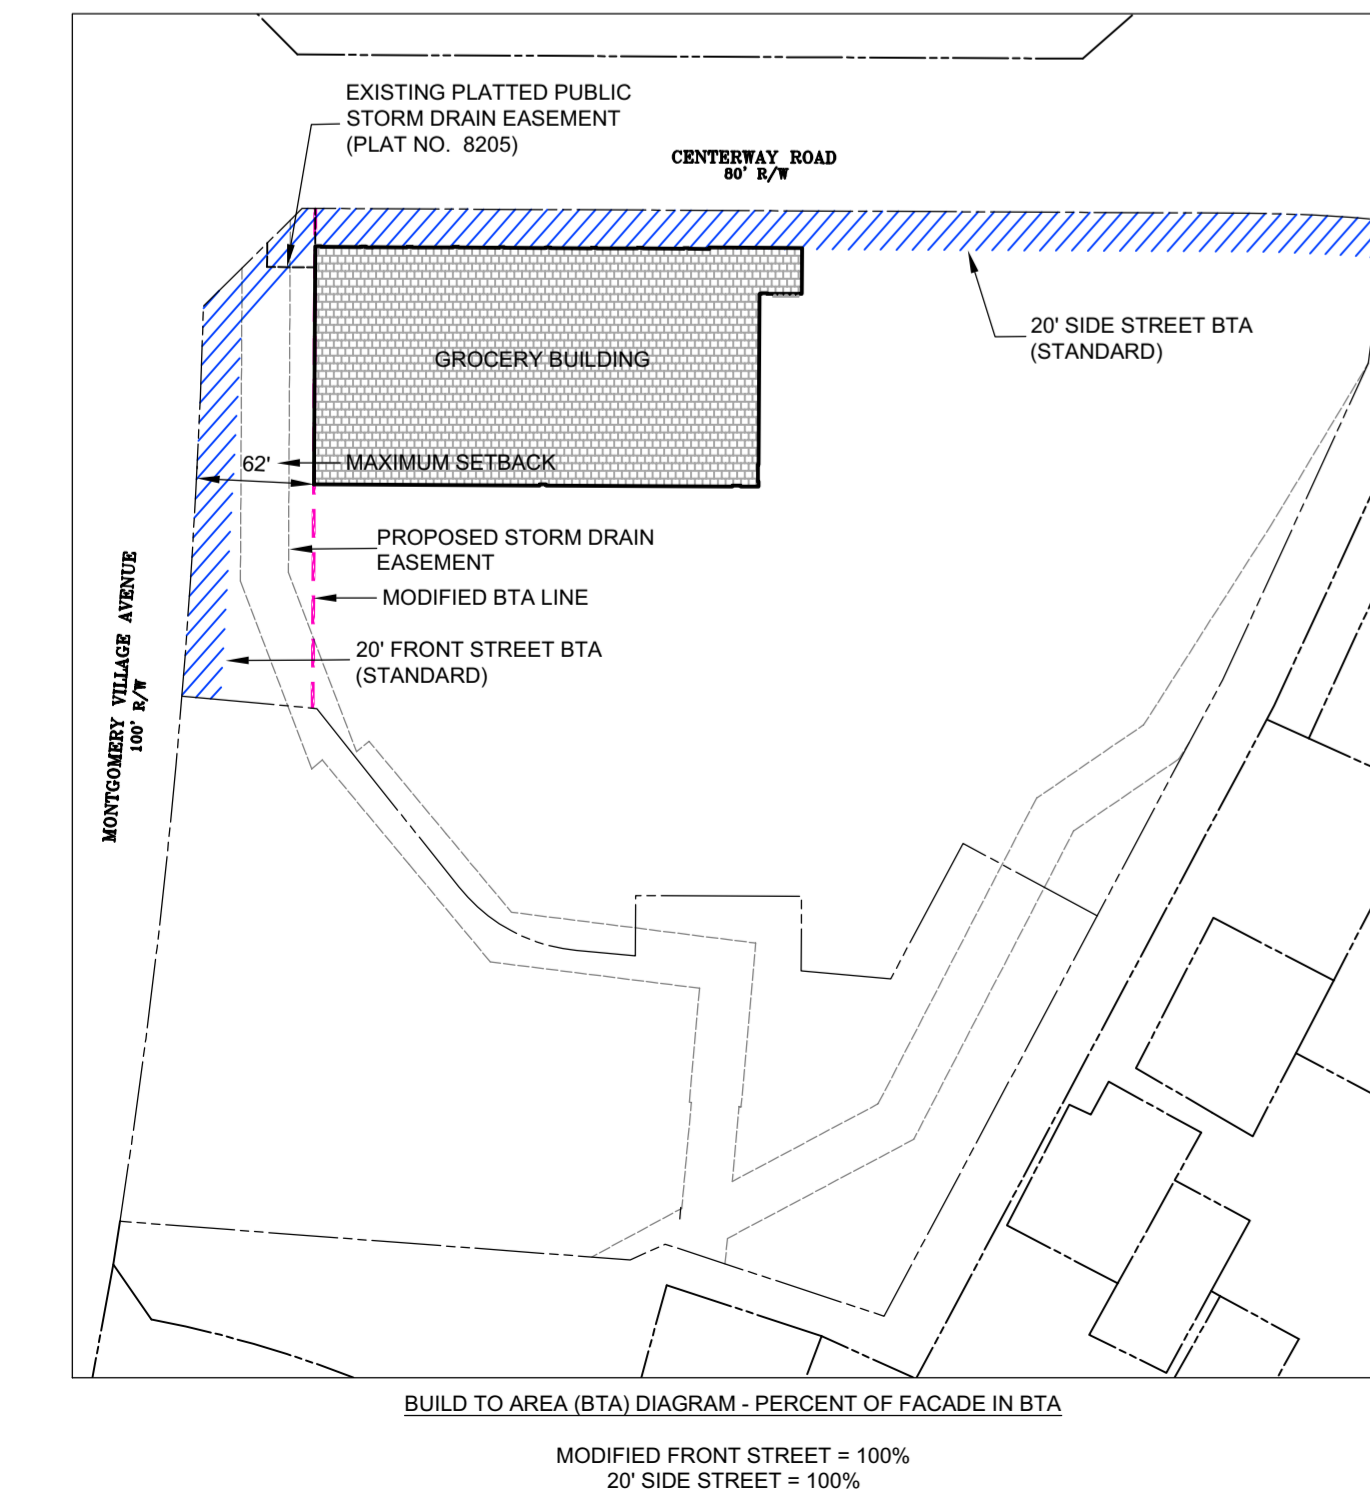 EXISTING PLATTED PUBLIC
STORM DRAIN EASEMENT
(PLAT NO. 8205)
CENTERWAY ROAD
80' R/W
20' SIDE STREET BTA
(STANDARD)
GROCERY BUILDING
62'
MAXIMUM SETBACK
PROPOSED STORM DRAIN
EASEMENT
MODIFIED BTA LINE
20' FRONT STREET BTA
(STANDARD)
MONTGOMERY VILLAGE AVENUE
100' R/W
BUILD TO AREA (BTA) DIAGRAM - PERCENT OF FACADE IN BTA
MODIFIED FRONT STREET = 100%
20' SIDE STREET = 100%